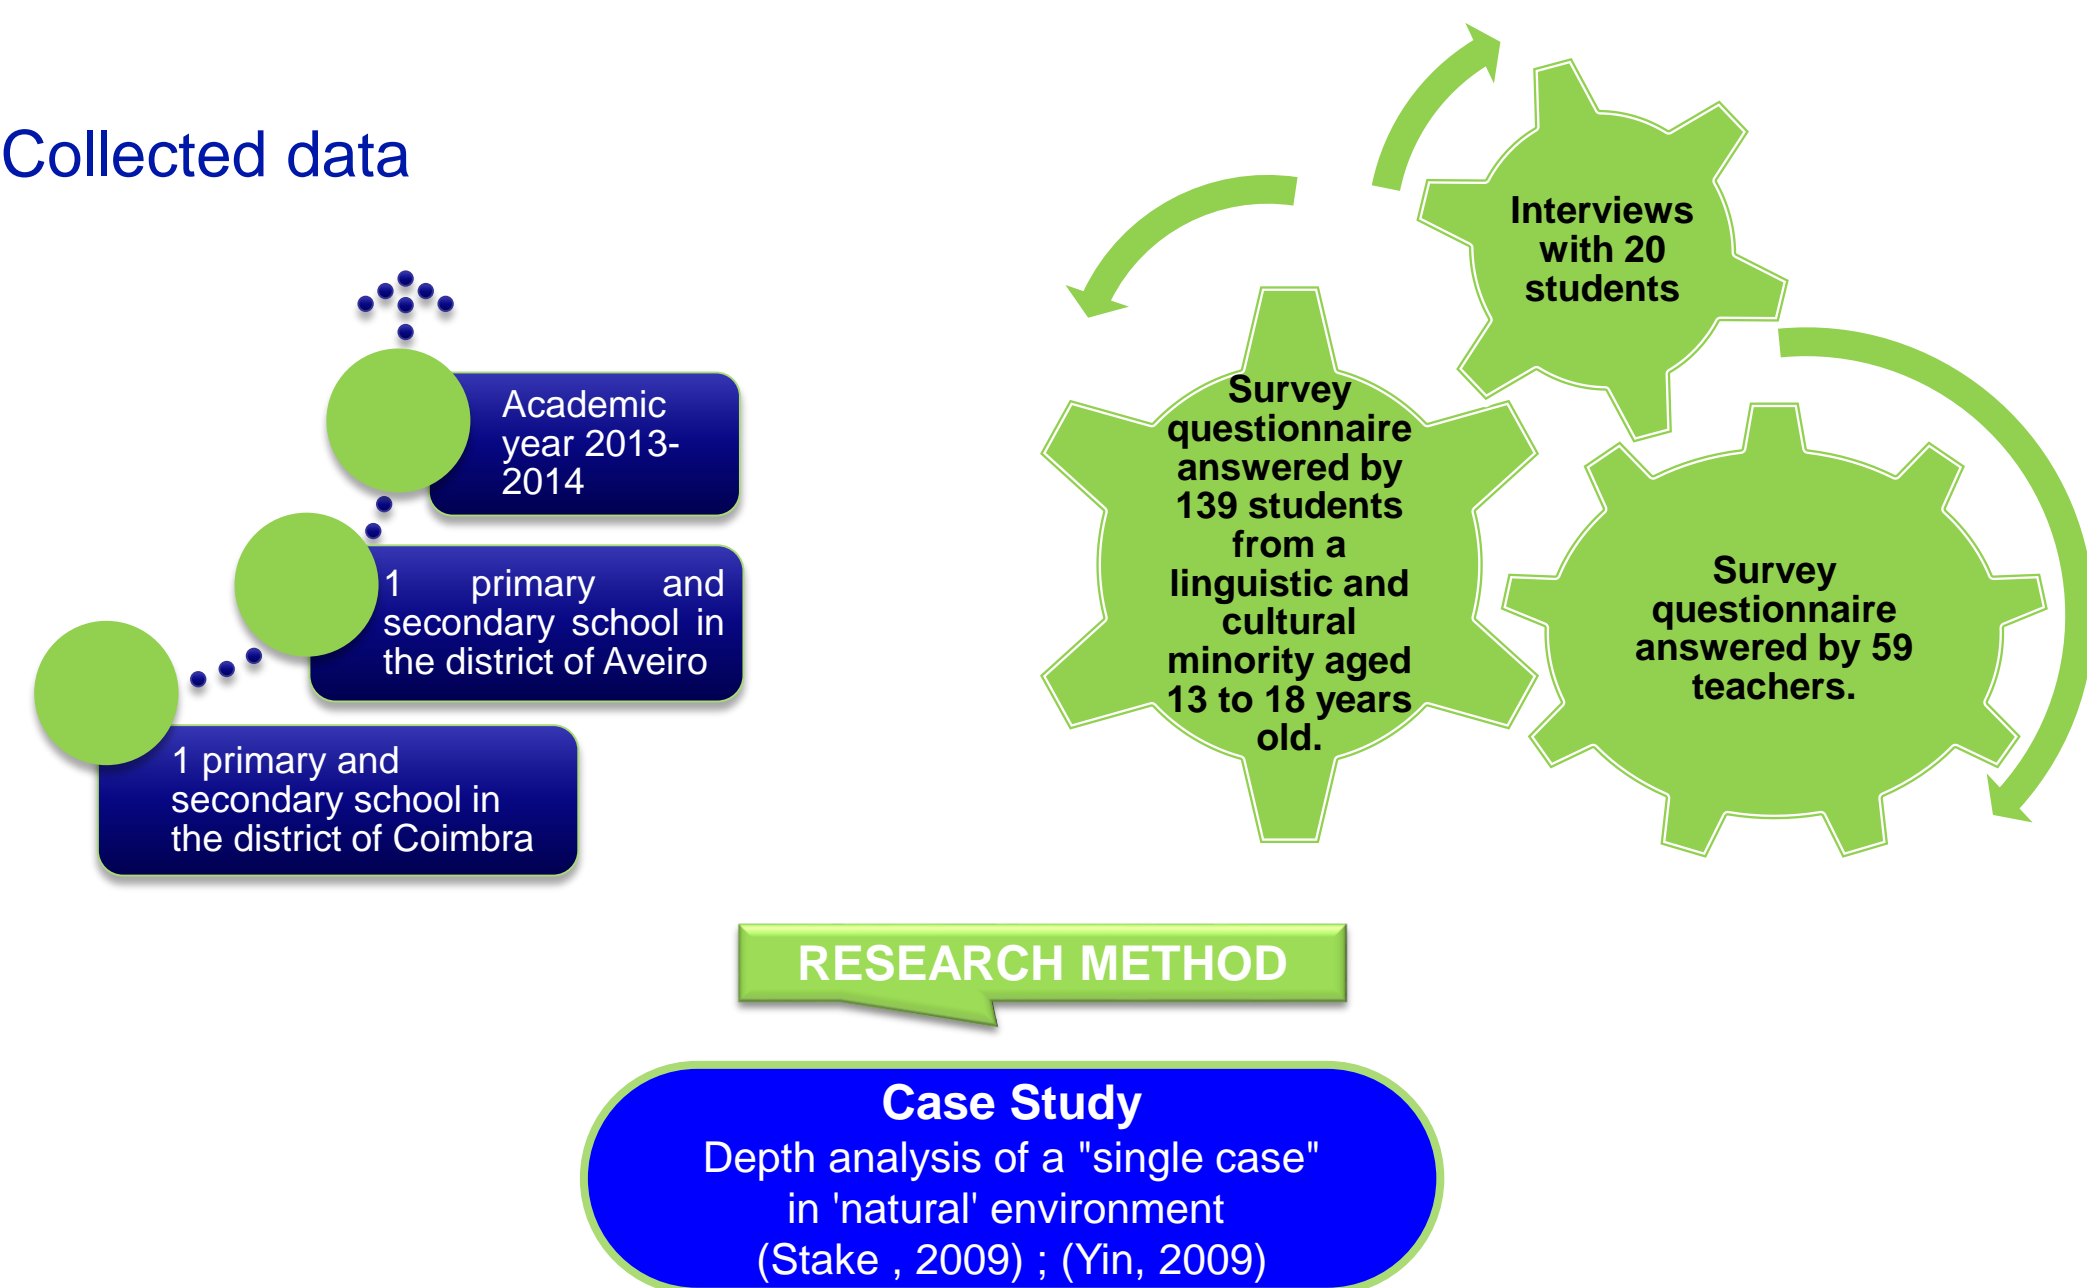 Collected data
Academic
year 2013-
2014
1 primary and
secondary school in
the district of Aveiro
1 primary and
secondary school in
the district of Coimbra
Interviews
with 20
students
Survey
questionnaire
answered by
139 students
from a
linguistic and
cultural
minority aged
13 to 18 years
old.
Survey
questionnaire
answered by 59
teachers.
RESEARCH METHOD
Case Study
Depth analysis of a "single case"
in 'natural' environment
(Stake , 2009) ; (Yin, 2009)